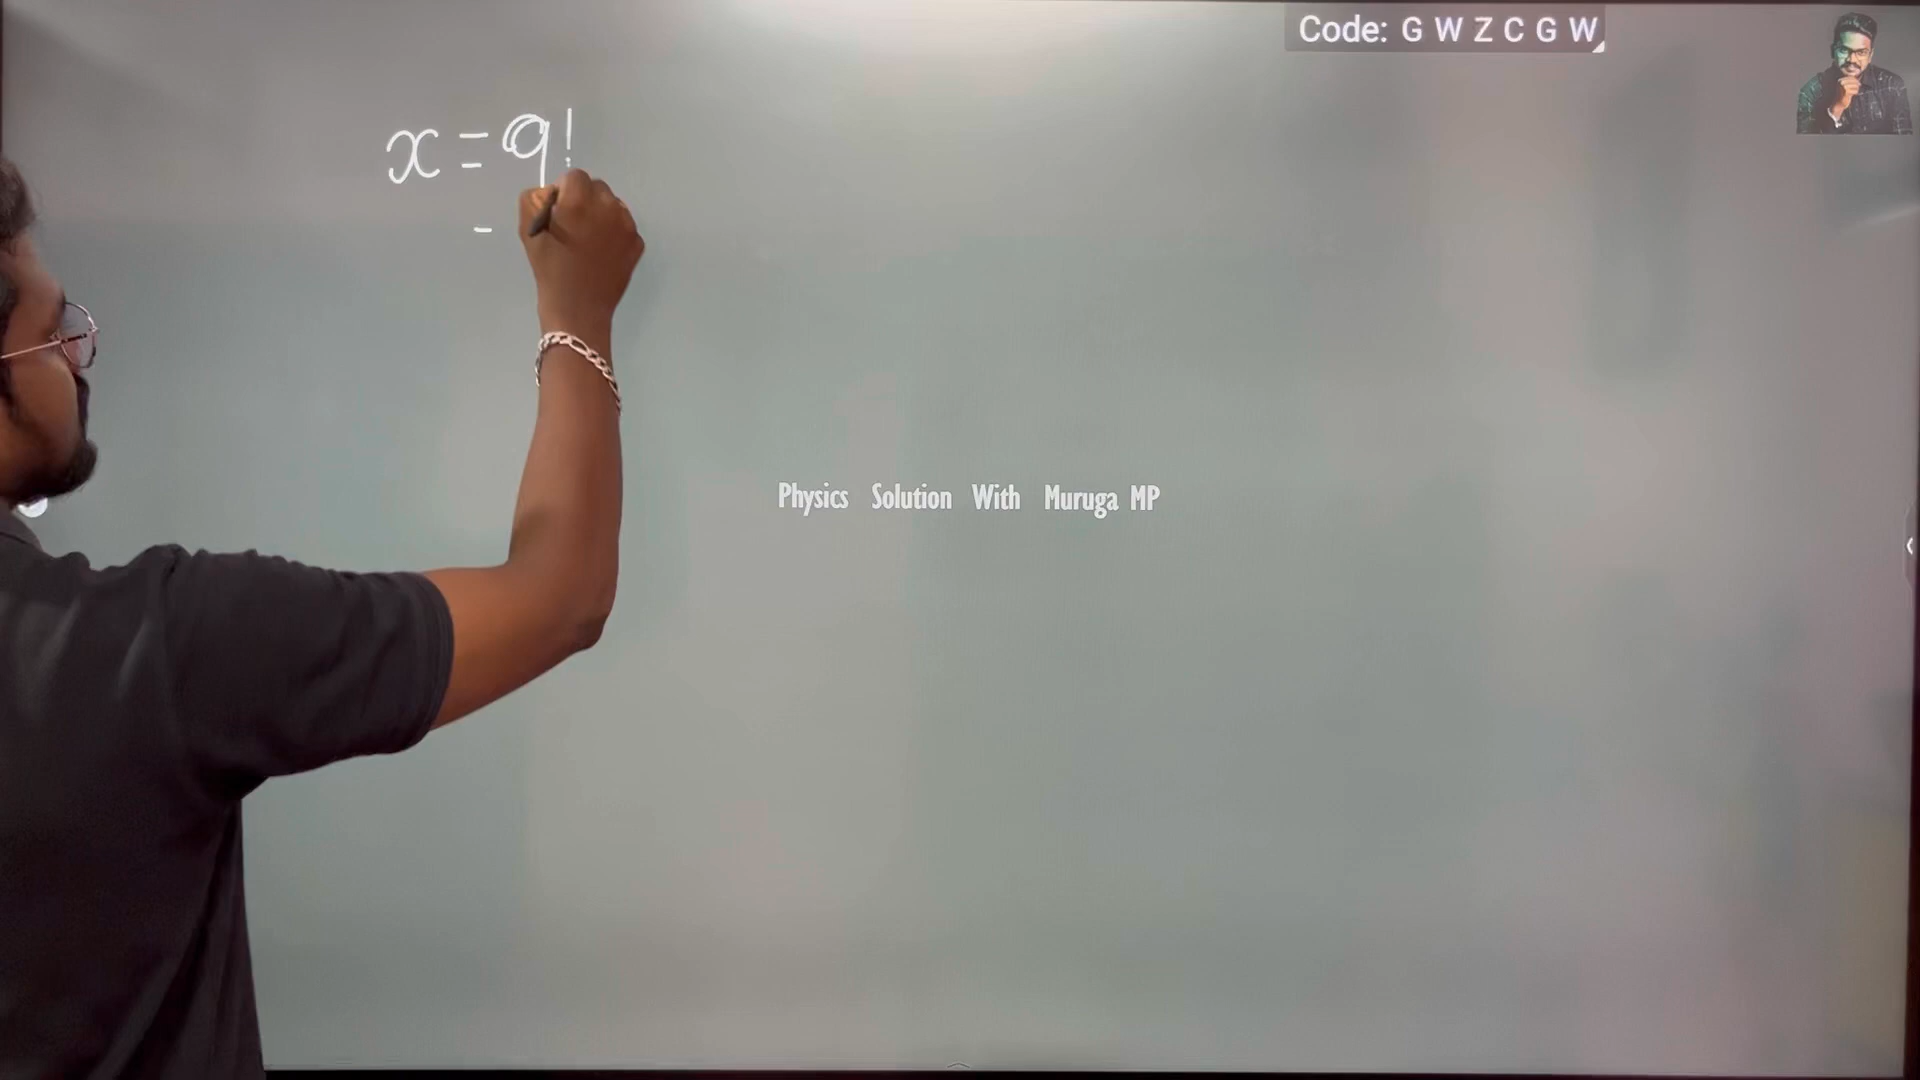 Code: G W Z C G W
x = 9!
-
Physics Solution With Muruga MP